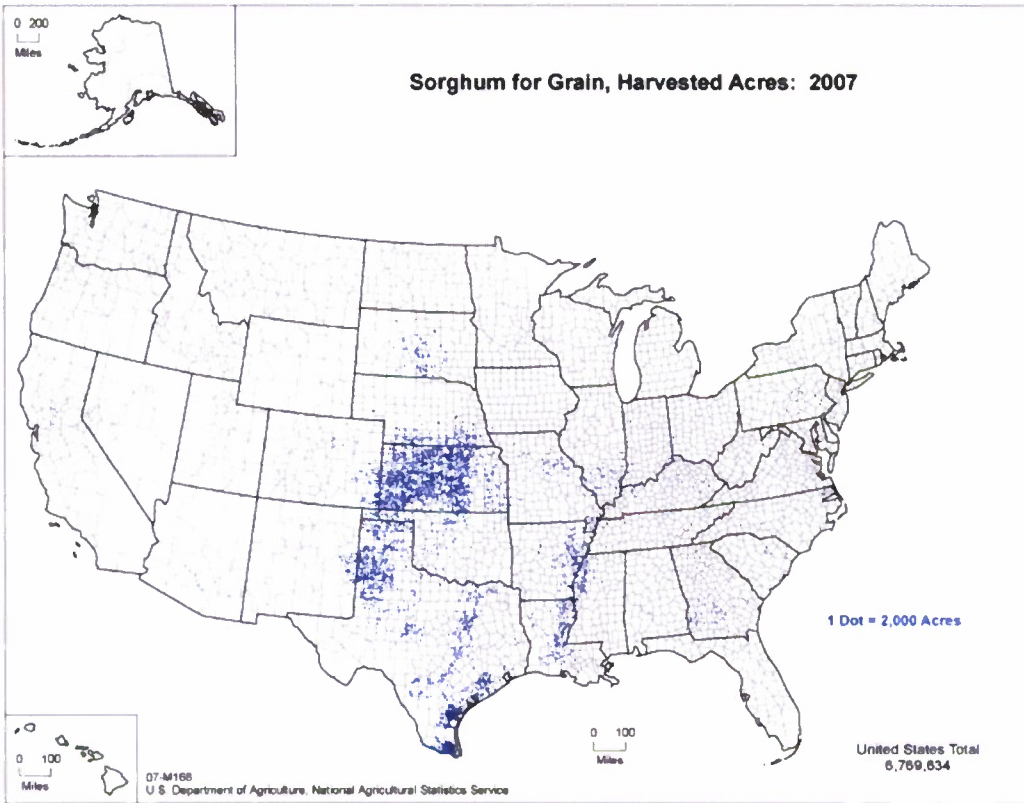 0 200
Miles
Sorghum for Grain, Harvested Acres: 2007
1 Dot = 2,000 Acres
0 100
Miles
0 100
Miles
United States Total
6,769,634
07-M166
U.S. Department of Agriculture, National Agricultural Statistics Service